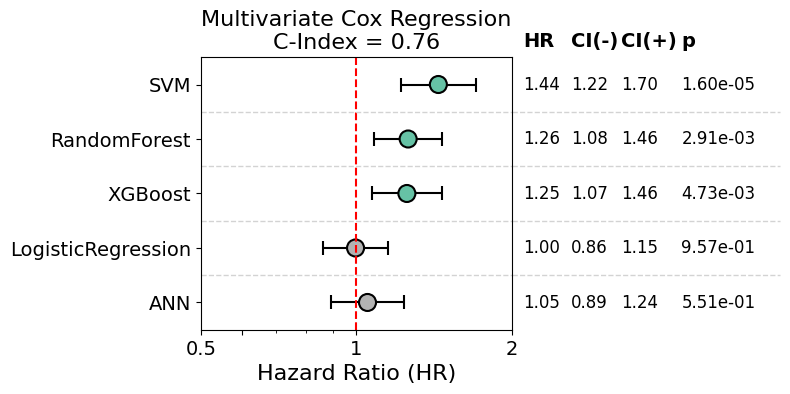 Multivariate Cox Regression
C-Index = 0.76
HR CI(-) CI(+) p
SVM 1.44 1.22 1.70 1.60e-05
RandomForest 1.26 1.08 1.46 2.91e-03
XGBoost 1.25 1.07 1.46 4.73e-03
LogisticRegression 1.00 0.86 1.15 9.57e-01
ANN 1.05 0.89 1.24 5.51e-01
0.5 1 2
Hazard Ratio (HR)